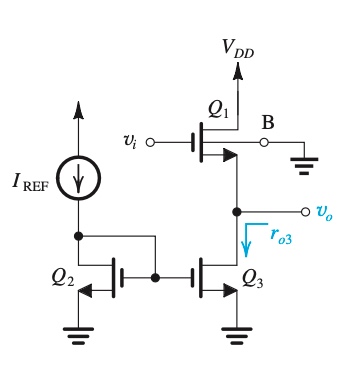 V_DD
Q_1
B
v_i
I_REF
v_o
r_o3
Q_2
Q_3